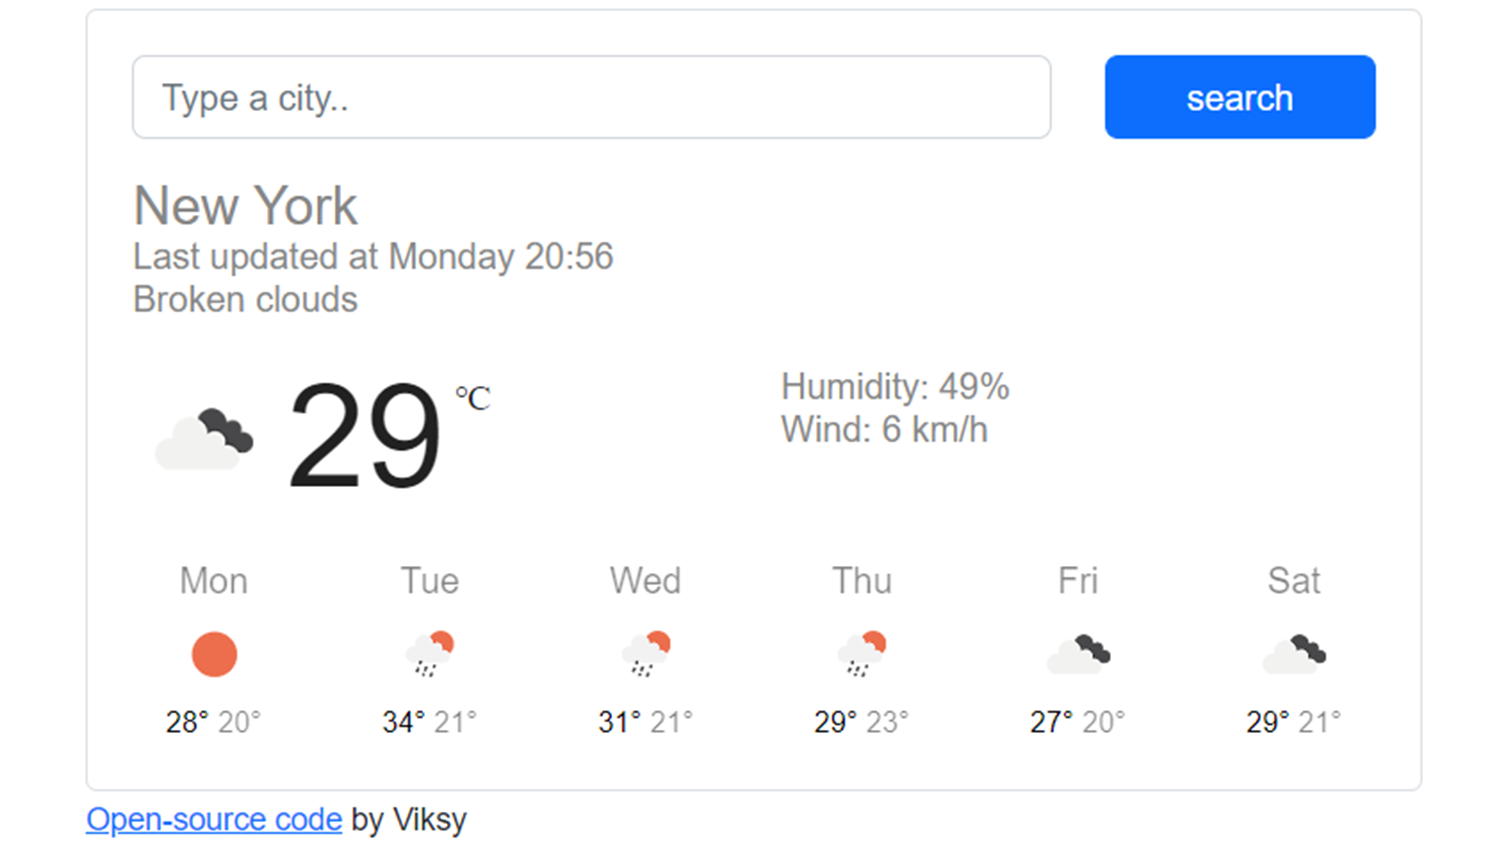 Type a city..
search
New York
Last updated at Monday 20:56
Broken clouds
29 °C
Humidity: 49%
Wind: 6 km/h
Mon Tue Wed Thu Fri Sat
28° 20° 34° 21° 31° 21° 29° 23° 27° 20° 29° 21°
Open-source code by Viksy